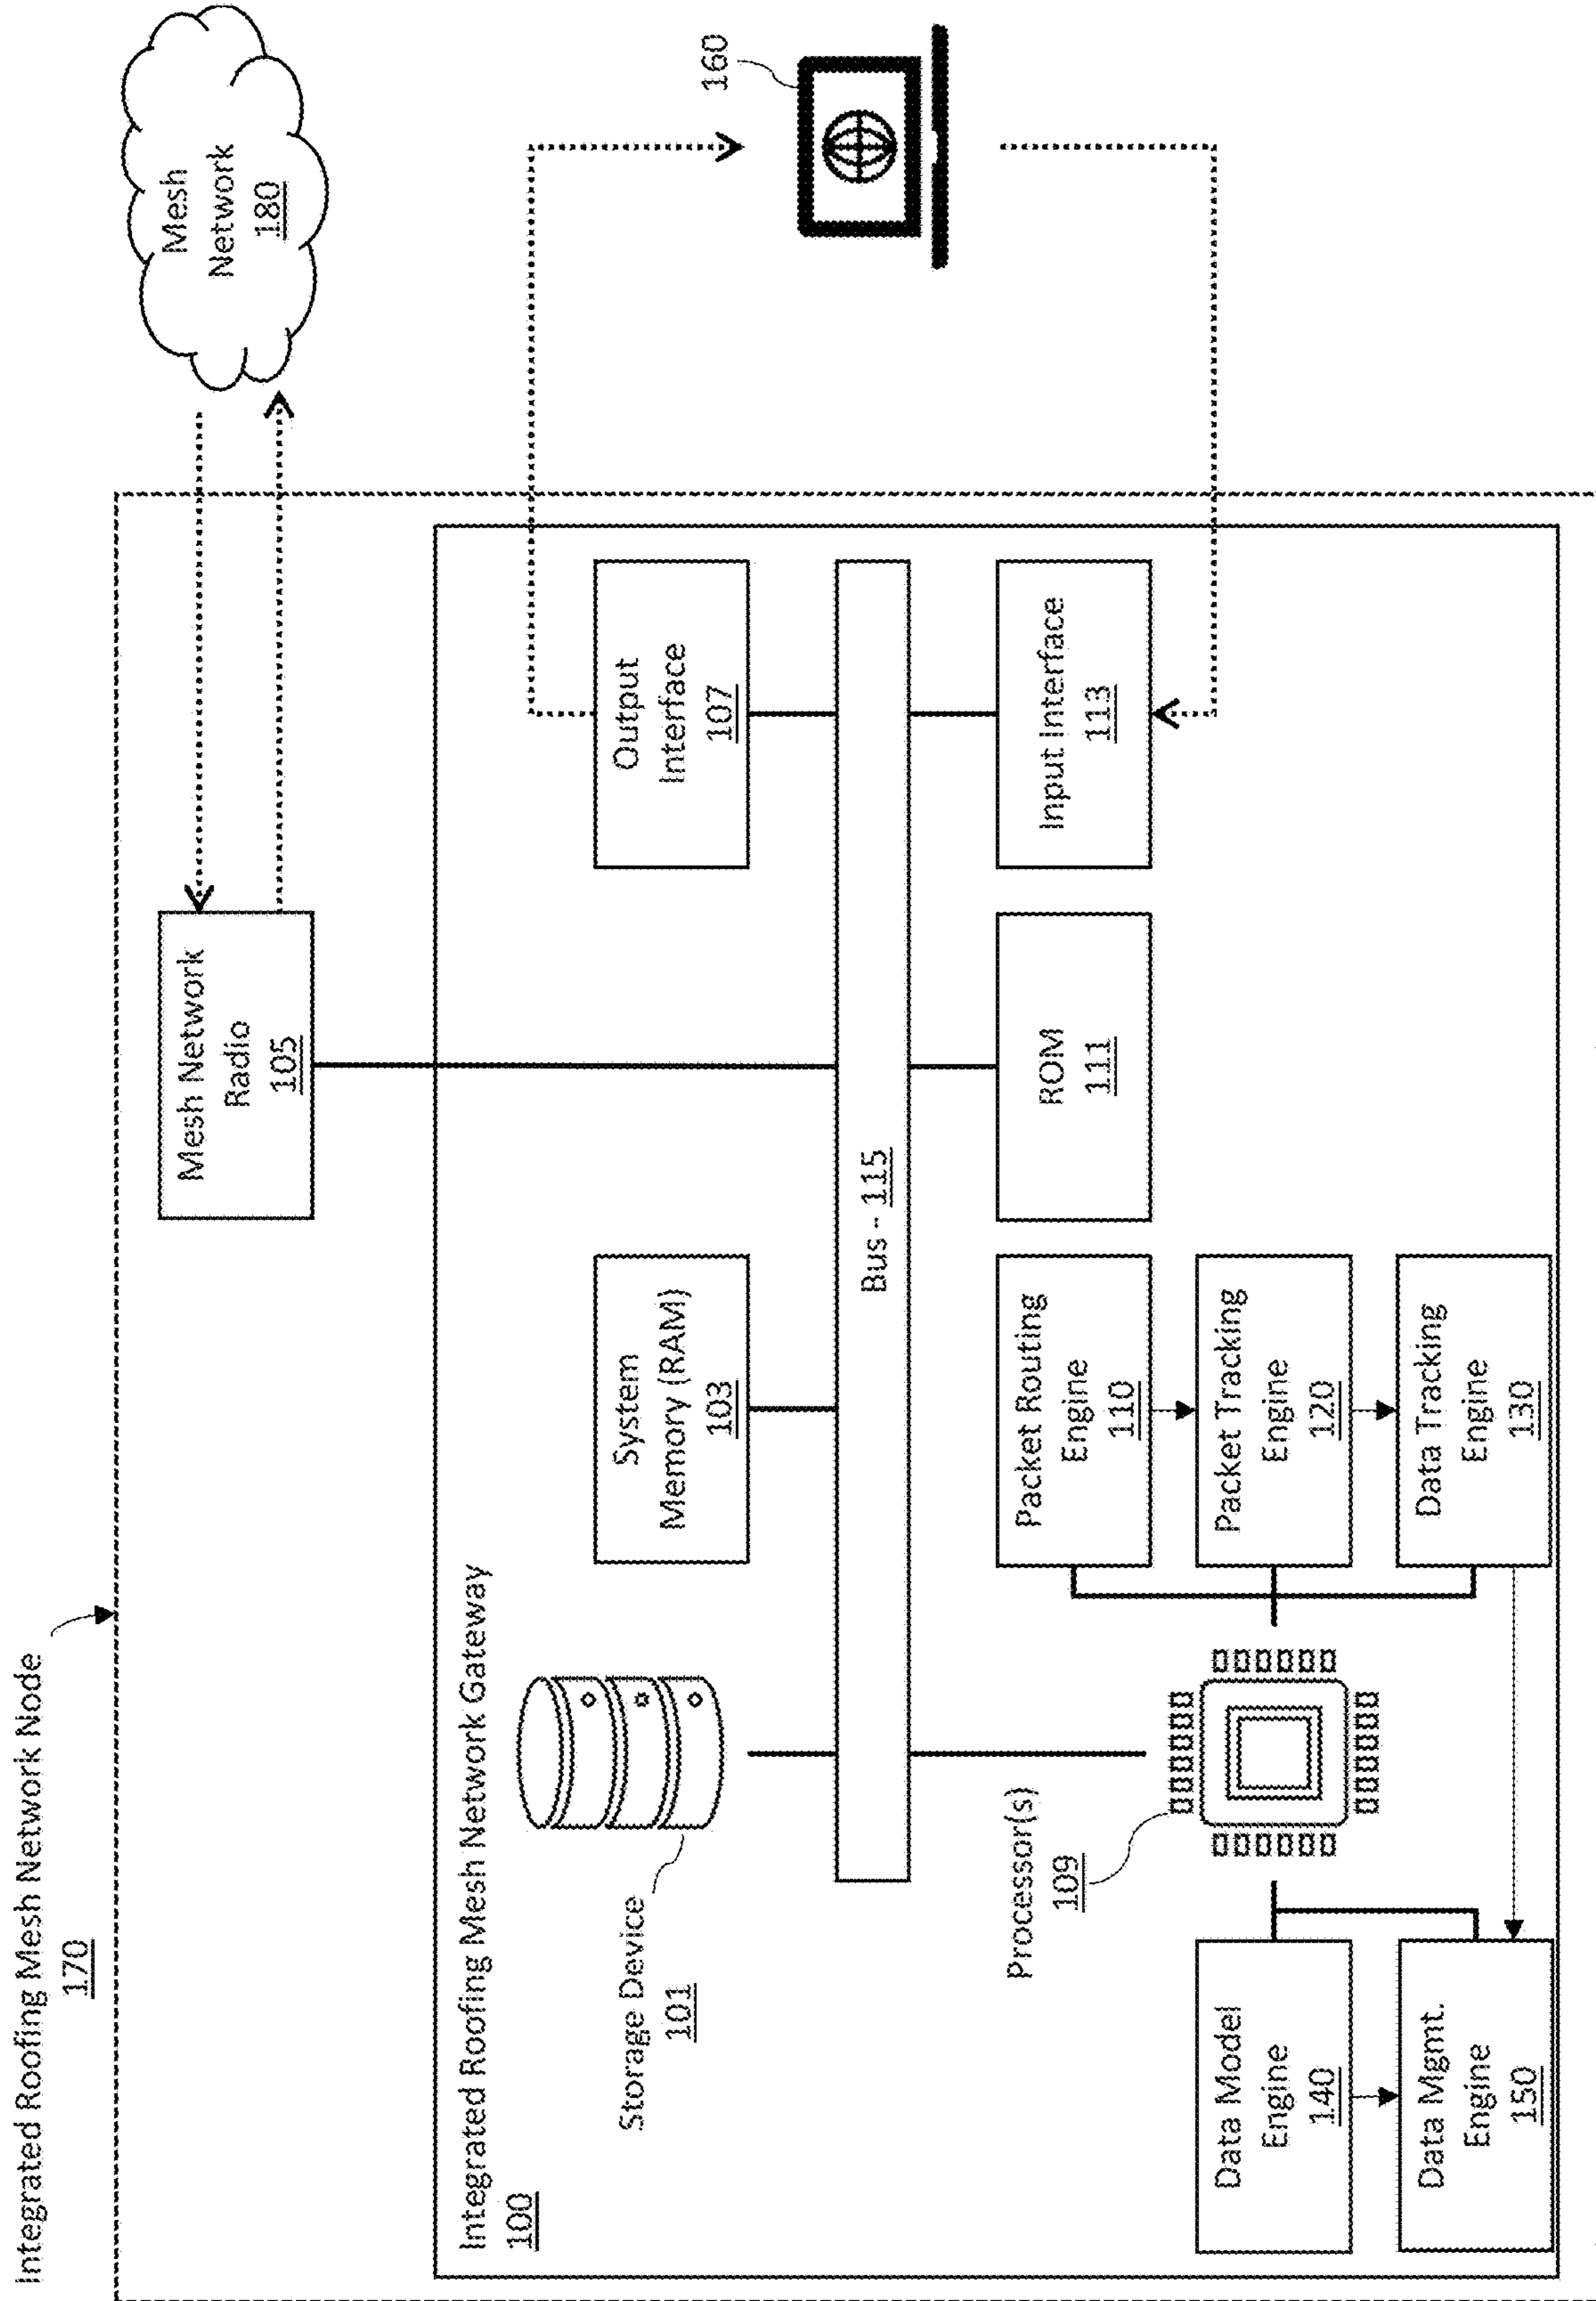 Integrated Roofing Mesh Network Node
170
Mesh
Network
180
Mesh Network
Radio
105
Integrated Roofing Mesh Network Gateway
100
Storage Device
101
System
Memory (RAM)
103
Output
Interface
107
160
Bus - 115
Processor(s)
109
Packet Routing
Engine
110
ROM
111
Input Interface
113
Packet Tracking
Engine
120
Data Tracking
Engine
130
Data Model
Engine
140
Data Mgmt.
Engine
150